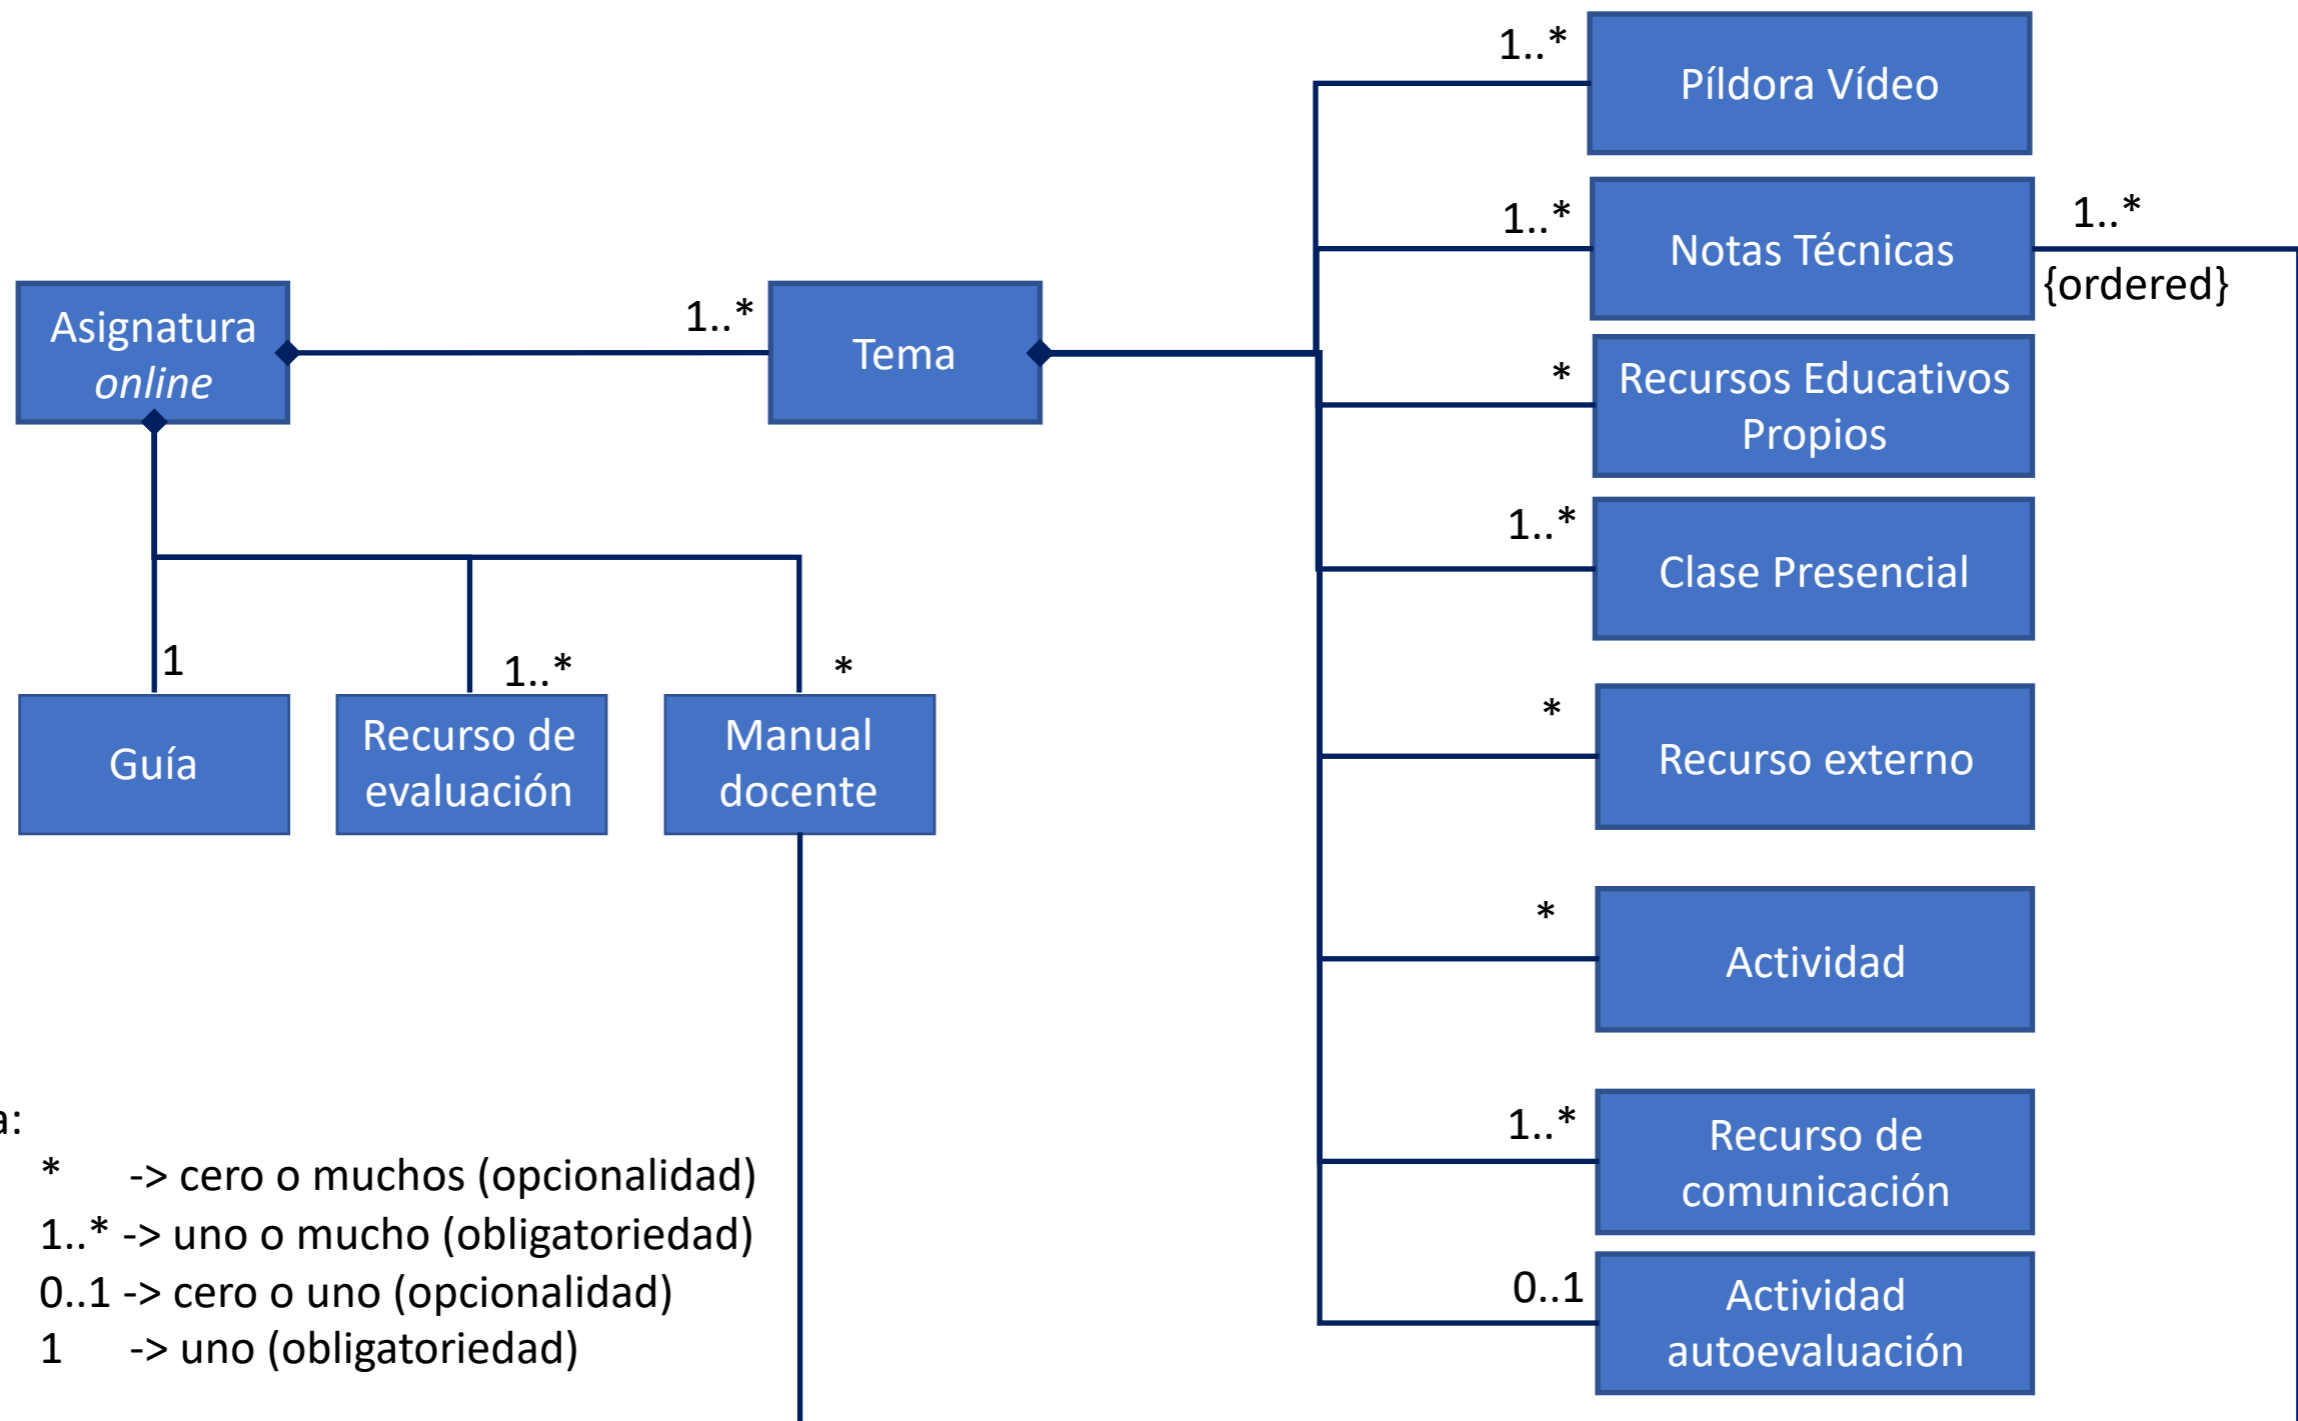 1..*
Píldora Vídeo
1..*
Notas Técnicas
1..*
{ordered}
Asignatura
online
1..*
Tema
*
Recursos Educativos
Propios
1..*
Clase Presencial
1
1..*
*
Guía
Recurso de
evaluación
Manual
docente
*
Recurso externo
*
Actividad
1..*
Recurso de
comunicación
0..1
Actividad
autoevaluación
a:
* -> cero o muchos (opcionalidad)
1..* -> uno o mucho (obligatoriedad)
0..1 -> cero o uno (opcionalidad)
1 -> uno (obligatoriedad)